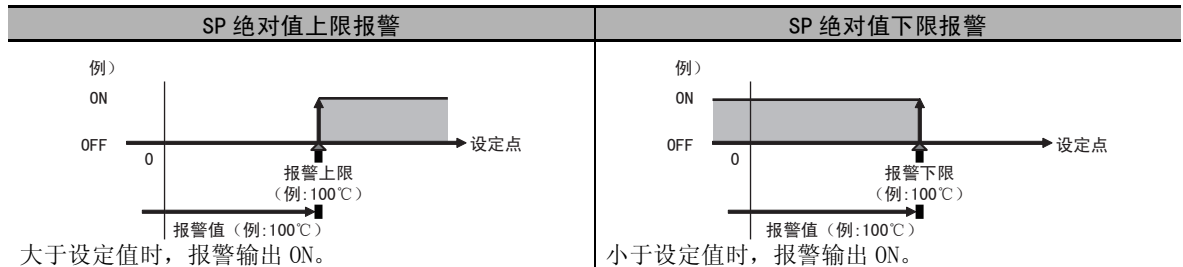 SP 绝对值上限报警
例）
ON
OFF
0
设定点
报警上限
（例:100℃）
报警值（例:100℃）
大于设定值时，报警输出 ON。
SP 绝对值下限报警
例）
ON
OFF
0
设定点
报警下限
（例:100℃）
报警值（例:100℃）
小于设定值时，报警输出 ON。